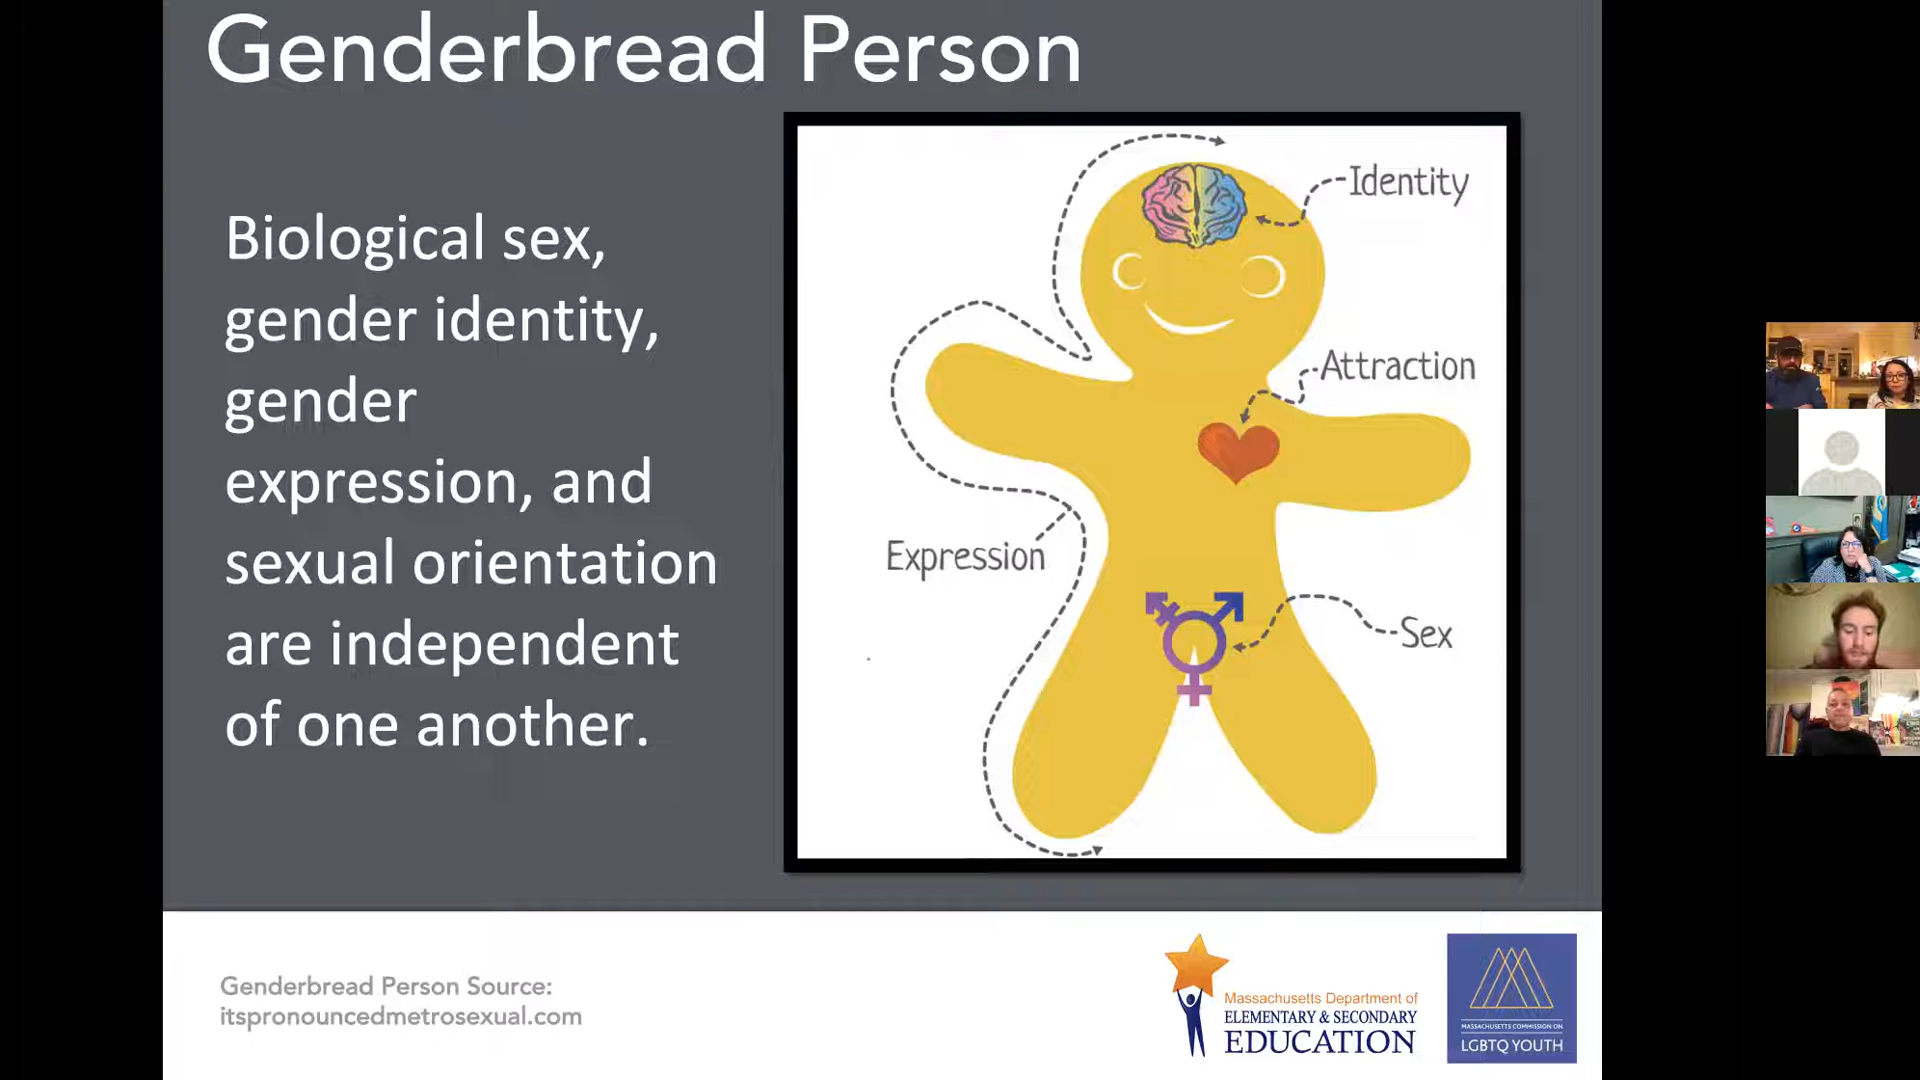 Genderbread Person
Biological sex,
gender identity,
gender
expression, and
sexual orientation
are independent
of one another.
Identity
Attraction
Expression
Sex
Genderbread Person Source:
itspronouncedmetrosexual.com
Massachusetts Department of
ELEMENTARY & SECONDARY
EDUCATION
MASSACHUSETTS COMMISSION ON
LGBTQ YOUTH